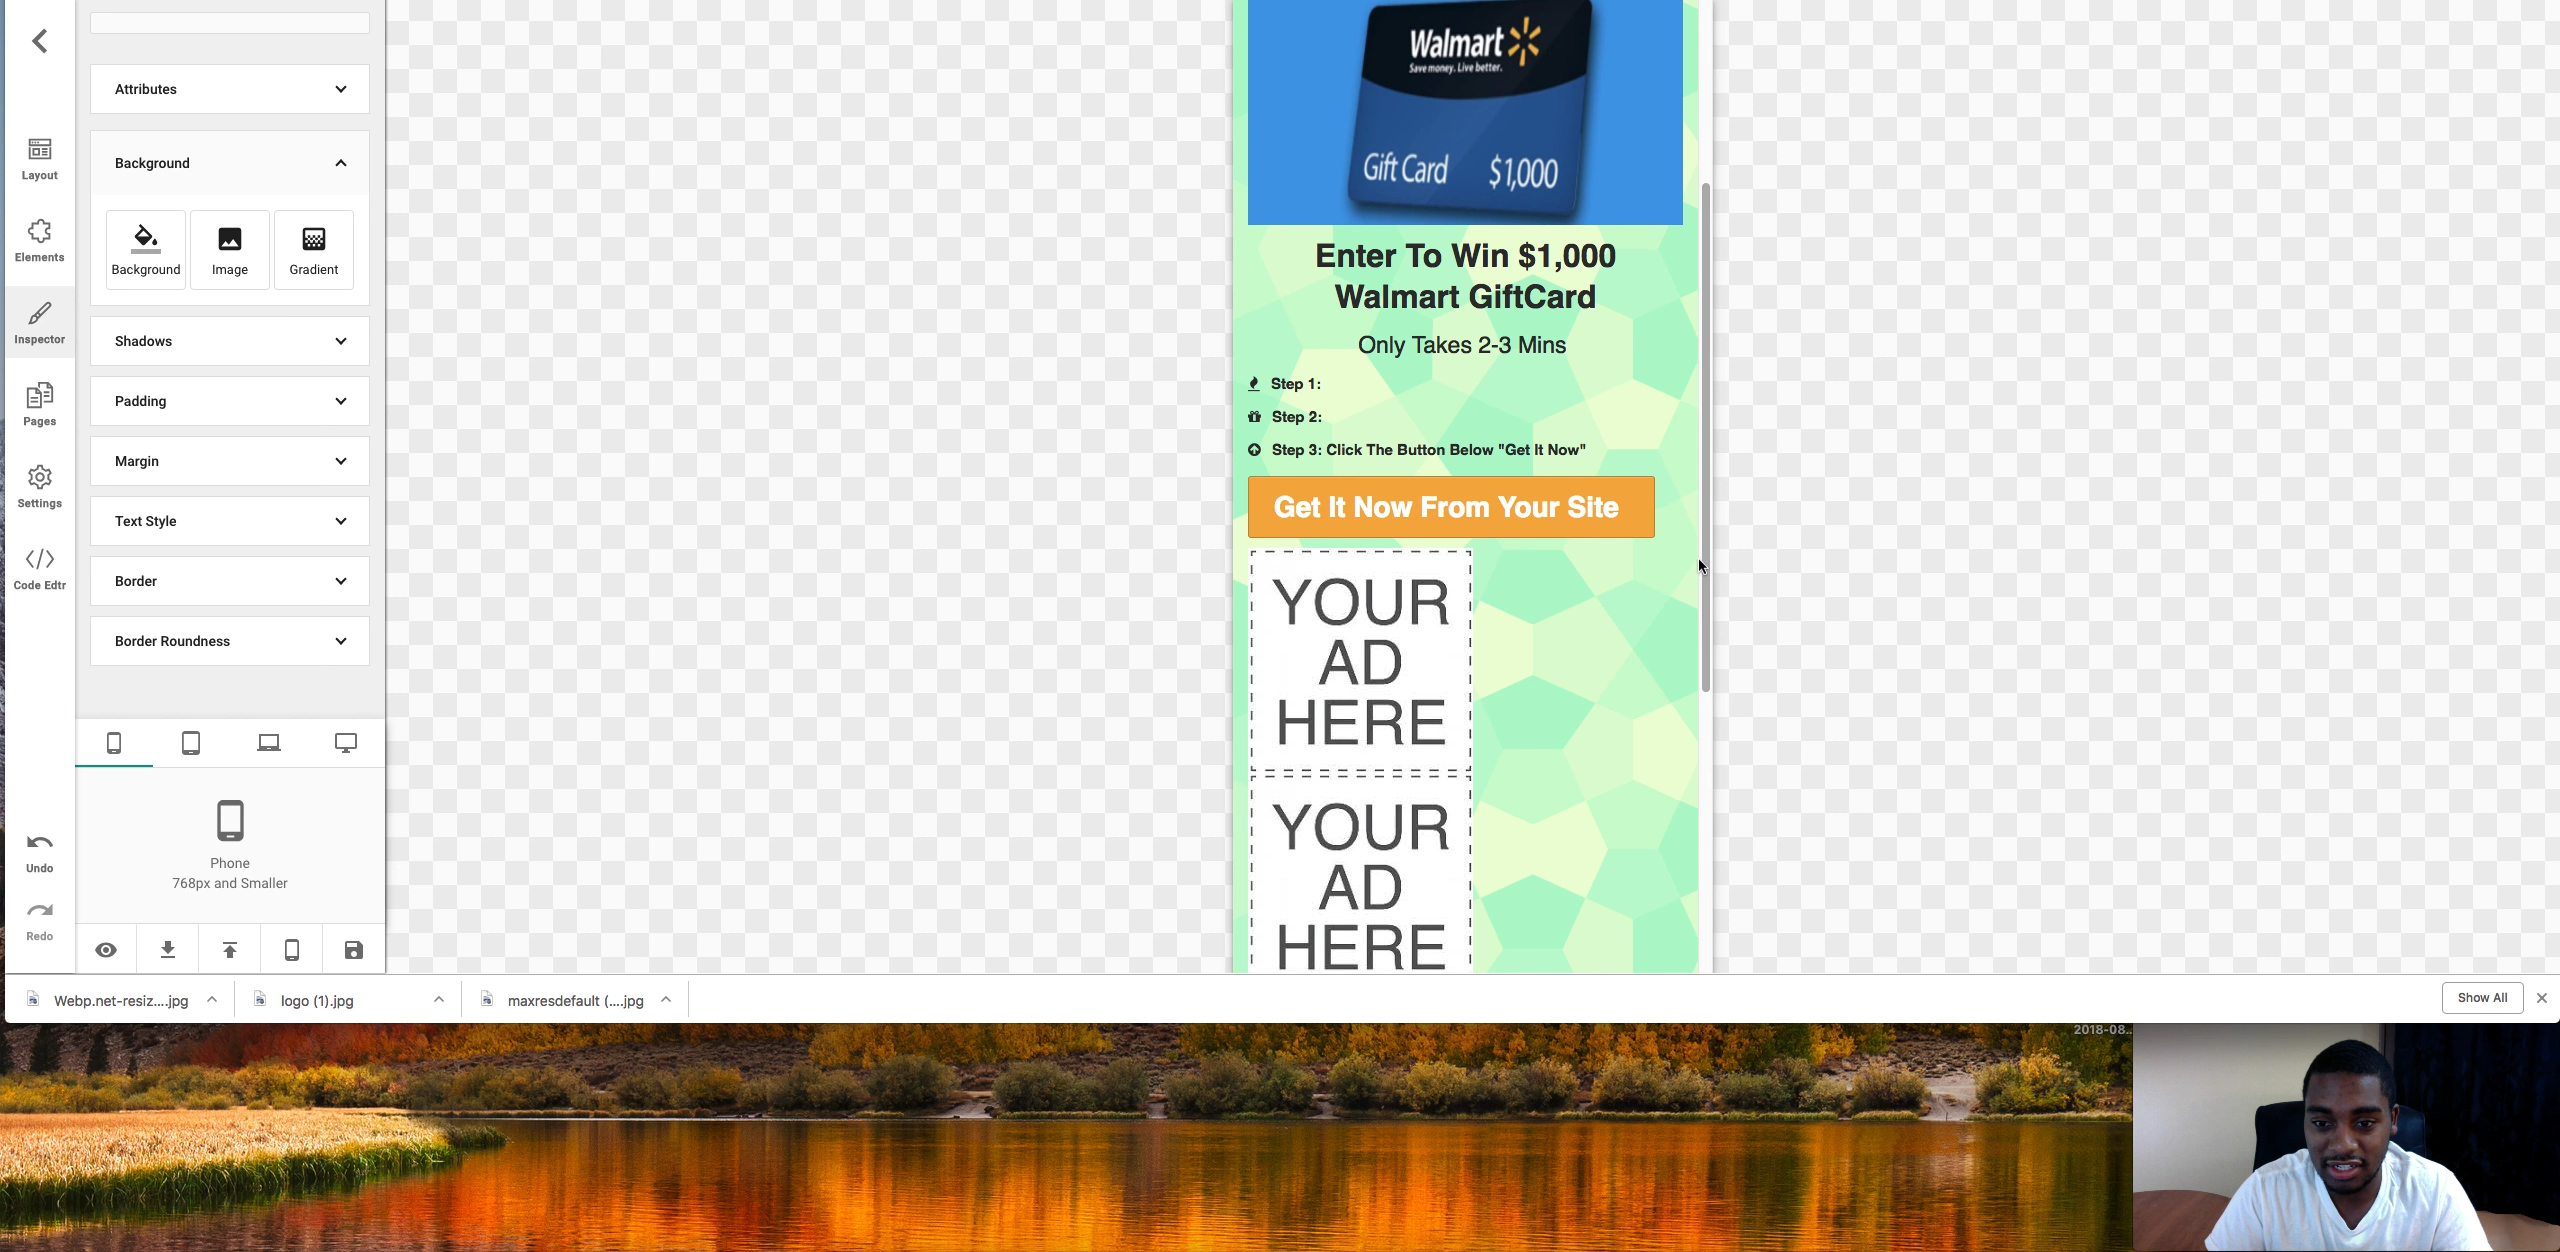 Layout
Elements
Inspector
Pages
Settings
Code Edtr
Undo
Redo
Attributes
Background
Background
Image
Gradient
Shadows
Padding
Margin
Text Style
Border
Border Roundness
Phone
768px and Smaller
Walmart
Save money. Live better.
Gift Card $1,000
Enter To Win $1,000
Walmart GiftCard
Only Takes 2-3 Mins
Step 1:
Step 2:
Step 3: Click The Button Below "Get It Now"
Get It Now From Your Site
YOUR
AD
HERE
YOUR
AD
HERE
Webp.net-resiz....jpg
logo (1).jpg
maxresdefault (....jpg
Show All
2018-08..